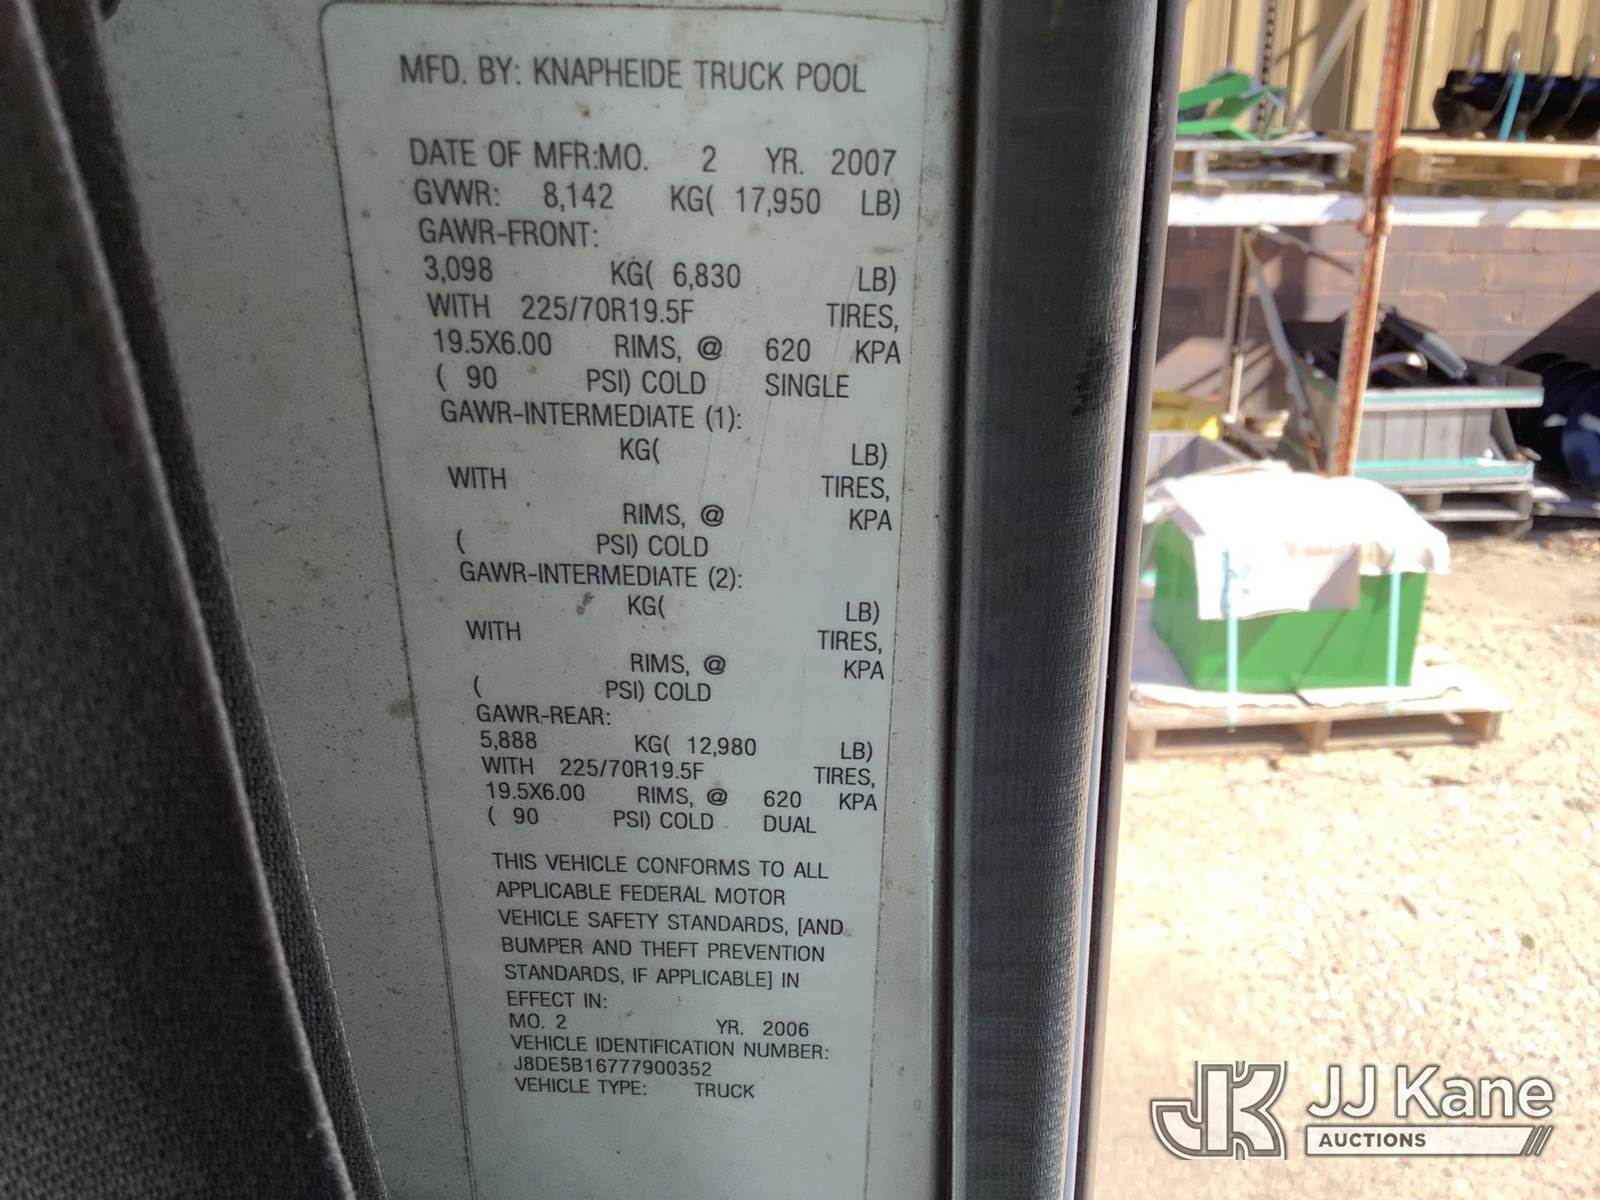 MFD. BY: KNAPHEIDE TRUCK POOL
DATE OF MFR:MO. 2 YR. 2007
GVWR: 8,142 KG( 17,950 LB)
GAWR-FRONT:
3,098 KG( 6,830 LB)
WITH 225/70R19.5F TIRES,
19.5X6.00 RIMS, @ 620 KPA
( 90 PSI) COLD SINGLE
GAWR-INTERMEDIATE (1):
KG( LB)
WITH TIRES,
RIMS, @ KPA
( PSI) COLD
GAWR-INTERMEDIATE (2):
KG( LB)
WITH TIRES,
RIMS, @ KPA
( PSI) COLD
GAWR-REAR:
5,888 KG( 12,980 LB)
WITH 225/70R19.5F TIRES,
19.5X6.00 RIMS, @ 620 KPA
( 90 PSI) COLD DUAL
THIS VEHICLE CONFORMS TO ALL
APPLICABLE FEDERAL MOTOR
VEHICLE SAFETY STANDARDS, [AND
BUMPER AND THEFT PREVENTION
STANDARDS, IF APPLICABLE] IN
EFFECT IN:
MO. 2 YR. 2006
VEHICLE IDENTIFICATION NUMBER:
J8DE5B16777900352
VEHICLE TYPE: TRUCK
JK JJ Kane
AUCTIONS